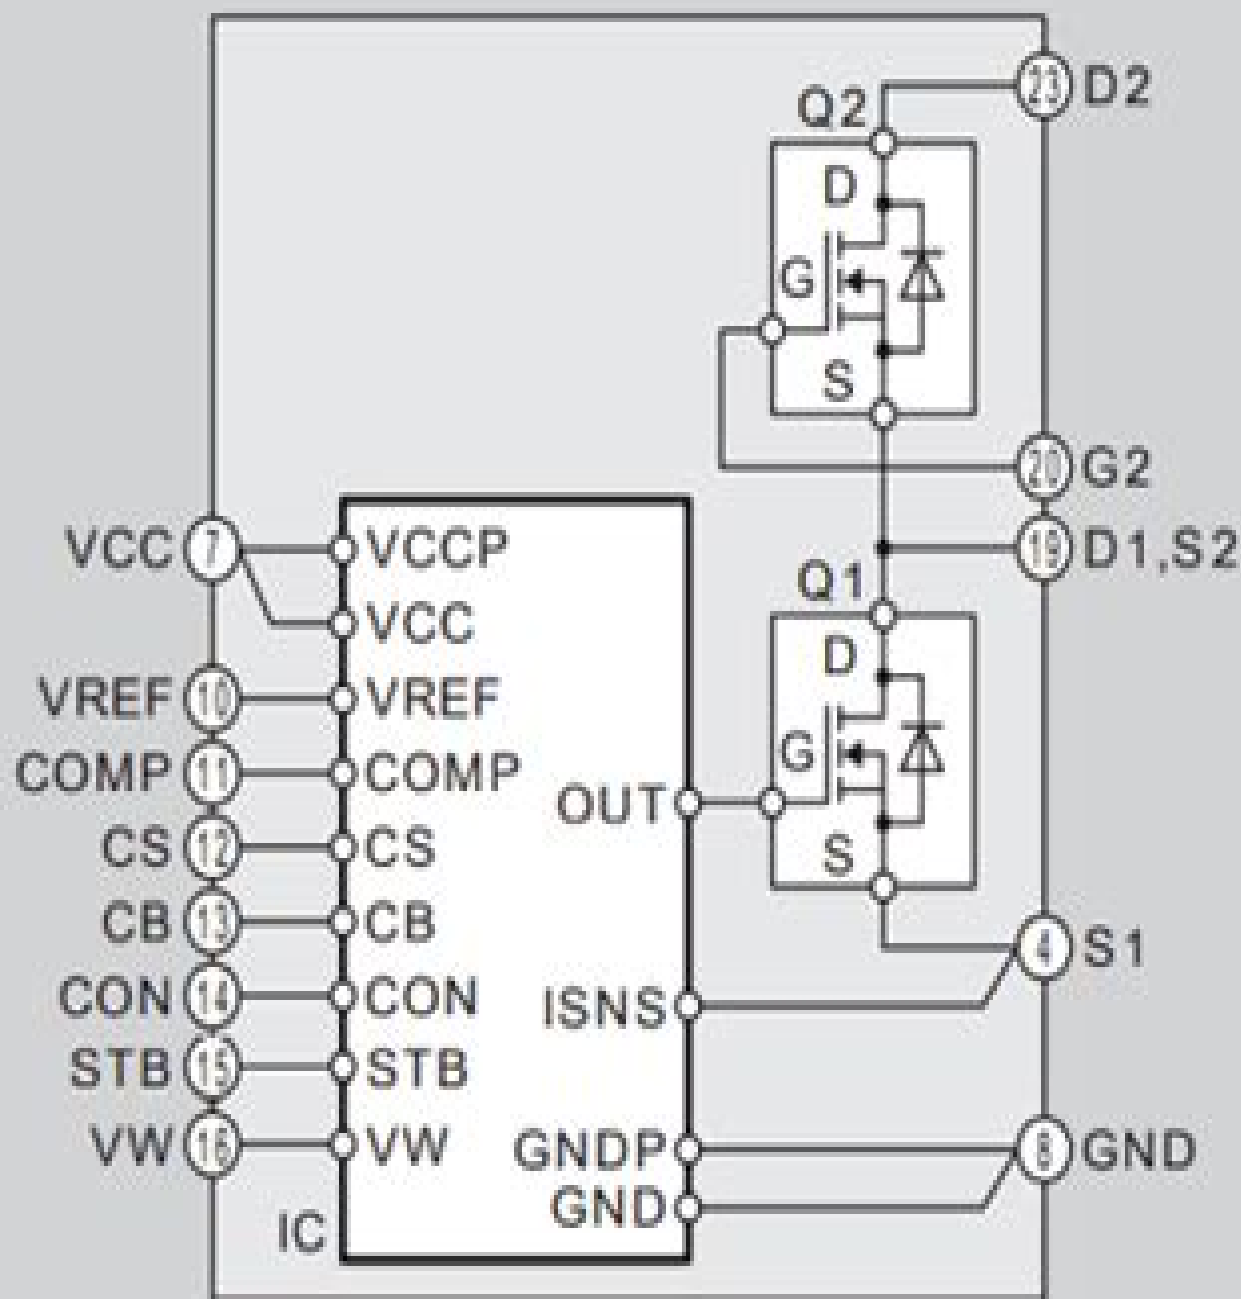 23 D2
Q2
D
G
S
20 G2
VCC 7 VCCP
19 D1,S2
Q1
VCC
D
VREF 10 VREF
G
COMP 11 COMP
OUT
CS 12 CS
S
CB 13 CB
4 S1
CON 14 CON
ISNS
STB 15 STB
VW 16 VW
GNDP
GND
GND
IC